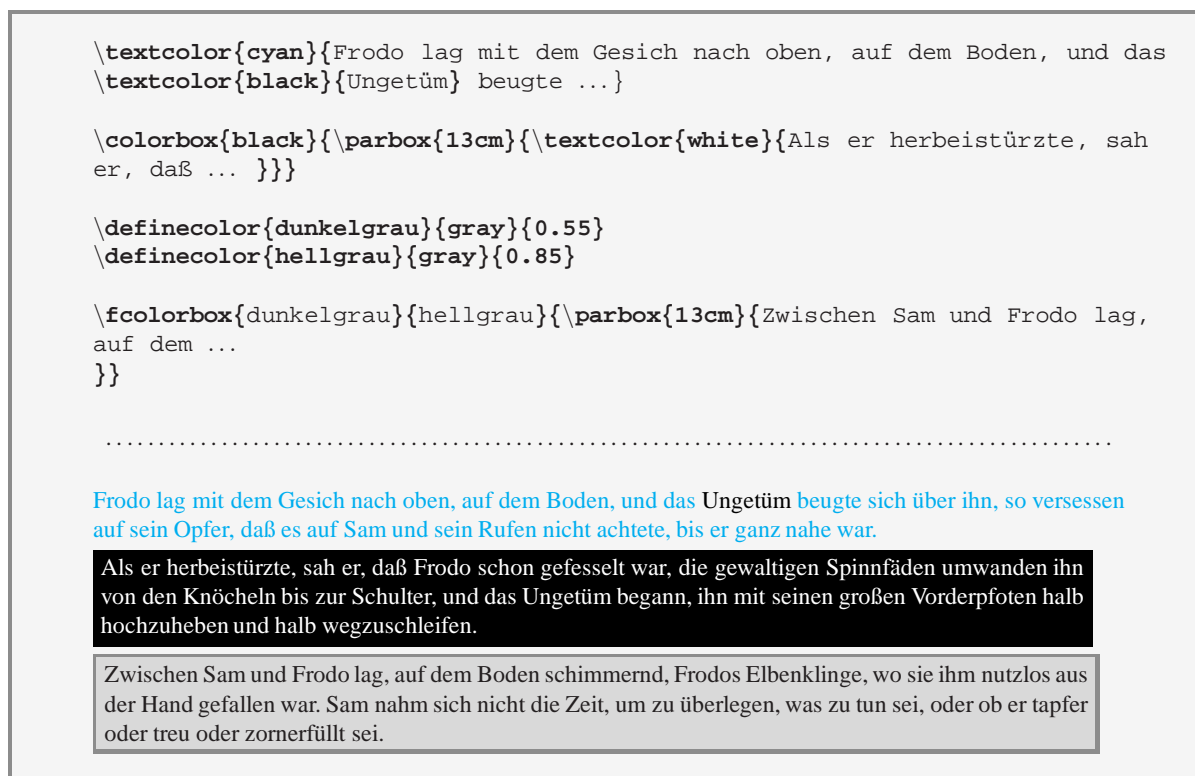 \textcolor{cyan}{Frodo lag mit dem Gesich nach oben, auf dem Boden, und das
\textcolor{black}{Ungetüm} beugte ...}
\colorbox{black}{\parbox{13cm}{\textcolor{white}{Als er herbeistürzte, sah
er, daß ... }}}
\definecolor{dunkelgrau}{gray}{0.55}
\definecolor{hellgrau}{gray}{0.85}
\fcolorbox{dunkelgrau}{hellgrau}{\parbox{13cm}{Zwischen Sam und Frodo lag,
auf dem ...
}}
Frodo lag mit dem Gesich nach oben, auf dem Boden, und das Ungetüm beugte sich über ihn, so versessen
auf sein Opfer, daß es auf Sam und sein Rufen nicht achtete, bis er ganz nahe war.
Als er herbeistürzte, sah er, daß Frodo schon gefesselt war, die gewaltigen Spinnfäden umwanden ihn
von den Knöcheln bis zur Schulter, und das Ungetüm begann, ihn mit seinen großen Vorderpfoten halb
hochzuheben und halb wegzuschleifen.
Zwischen Sam und Frodo lag, auf dem Boden schimmernd, Frodos Elbenklinge, wo sie ihm nutzlos aus
der Hand gefallen war. Sam nahm sich nicht die Zeit, um zu überlegen, was zu tun sei, oder ob er tapfer
oder treu oder zornerfüllt sei.